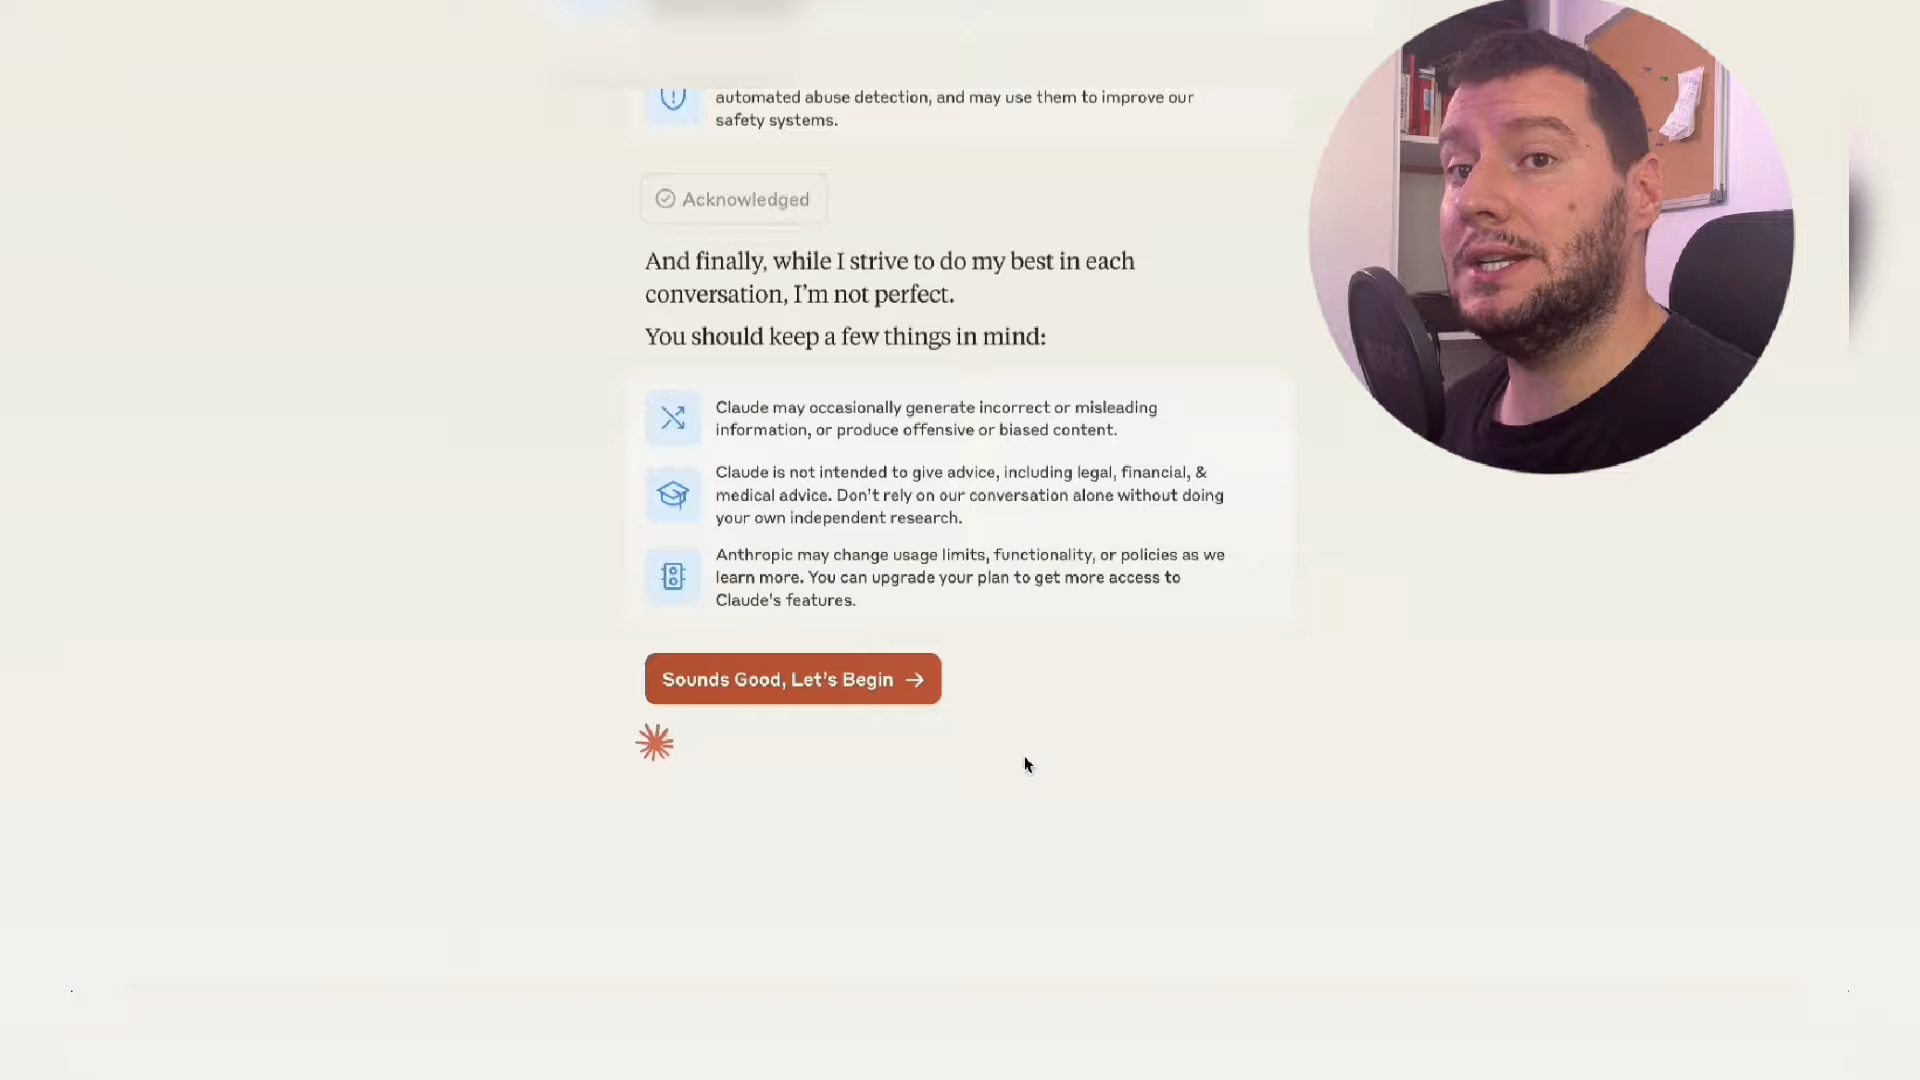 automated abuse detection, and may use them to improve our
safety systems.
Acknowledged
And finally, while I strive to do my best in each
conversation, I'm not perfect.
You should keep a few things in mind:
Claude may occasionally generate incorrect or misleading
information, or produce offensive or biased content.
Claude is not intended to give advice, including legal, financial, &
medical advice. Don't rely on our conversation alone without doing
your own independent research.
Anthropic may change usage limits, functionality, or policies as we
learn more. You can upgrade your plan to get more access to
Claude's features.
Sounds Good, Let's Begin →